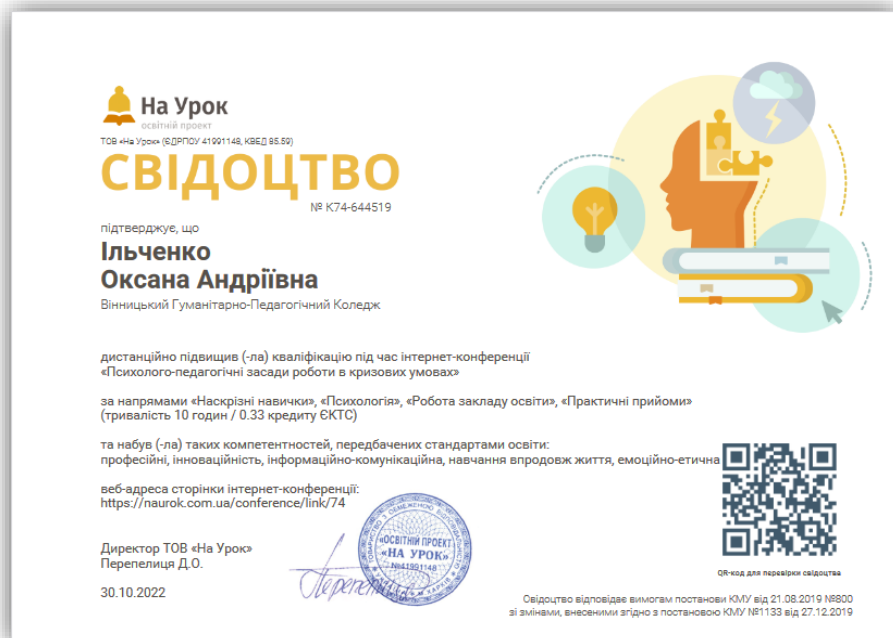 На Урок
освітній проект
ТОВ «На Урок» (ЄДРПОУ 41991148, КВЕД 85.59)
СВІДОЦТВО
№ K74-644519
підтверджує, що
Ільченко
Оксана Андріївна
Вінницький Гуманітарно-Педагогічний Коледж
дистанційно підвищив (-ла) кваліфікацію під час інтернет-конференції
«Психолого-педагогічні засади роботи в кризових умовах»
за напрямами «Наскрізні навички», «Психологія», «Робота закладу освіти», «Практичні прийоми»
(тривалість 10 годин / 0.33 кредиту ЄКТС)
та набув (-ла) таких компетентностей, передбачених стандартами освіти:
професійні, інноваційність, інформаційно-комунікаційна, навчання впродовж життя, емоційно-етична
веб-адреса сторінки інтернет-конференції:
https://naurok.com.ua/conference/link/74
Директор ТОВ «На Урок»
Перепелиця Д.О.
30.10.2022
ТОВАРИСТВО З ОБМЕЖЕНОЮ ВІДПОВІДАЛЬНІСТЮ
«ОСВІТНІЙ ПРОЕКТ
«НА УРОК»
№41991148
ХАРКІВ
QR-код для перевірки свідоцтва
Свідоцтво відповідає вимогам постанови КМУ від 21.08.2019 №800
зі змінами, внесеними згідно з постановою КМУ №1133 від 27.12.2019